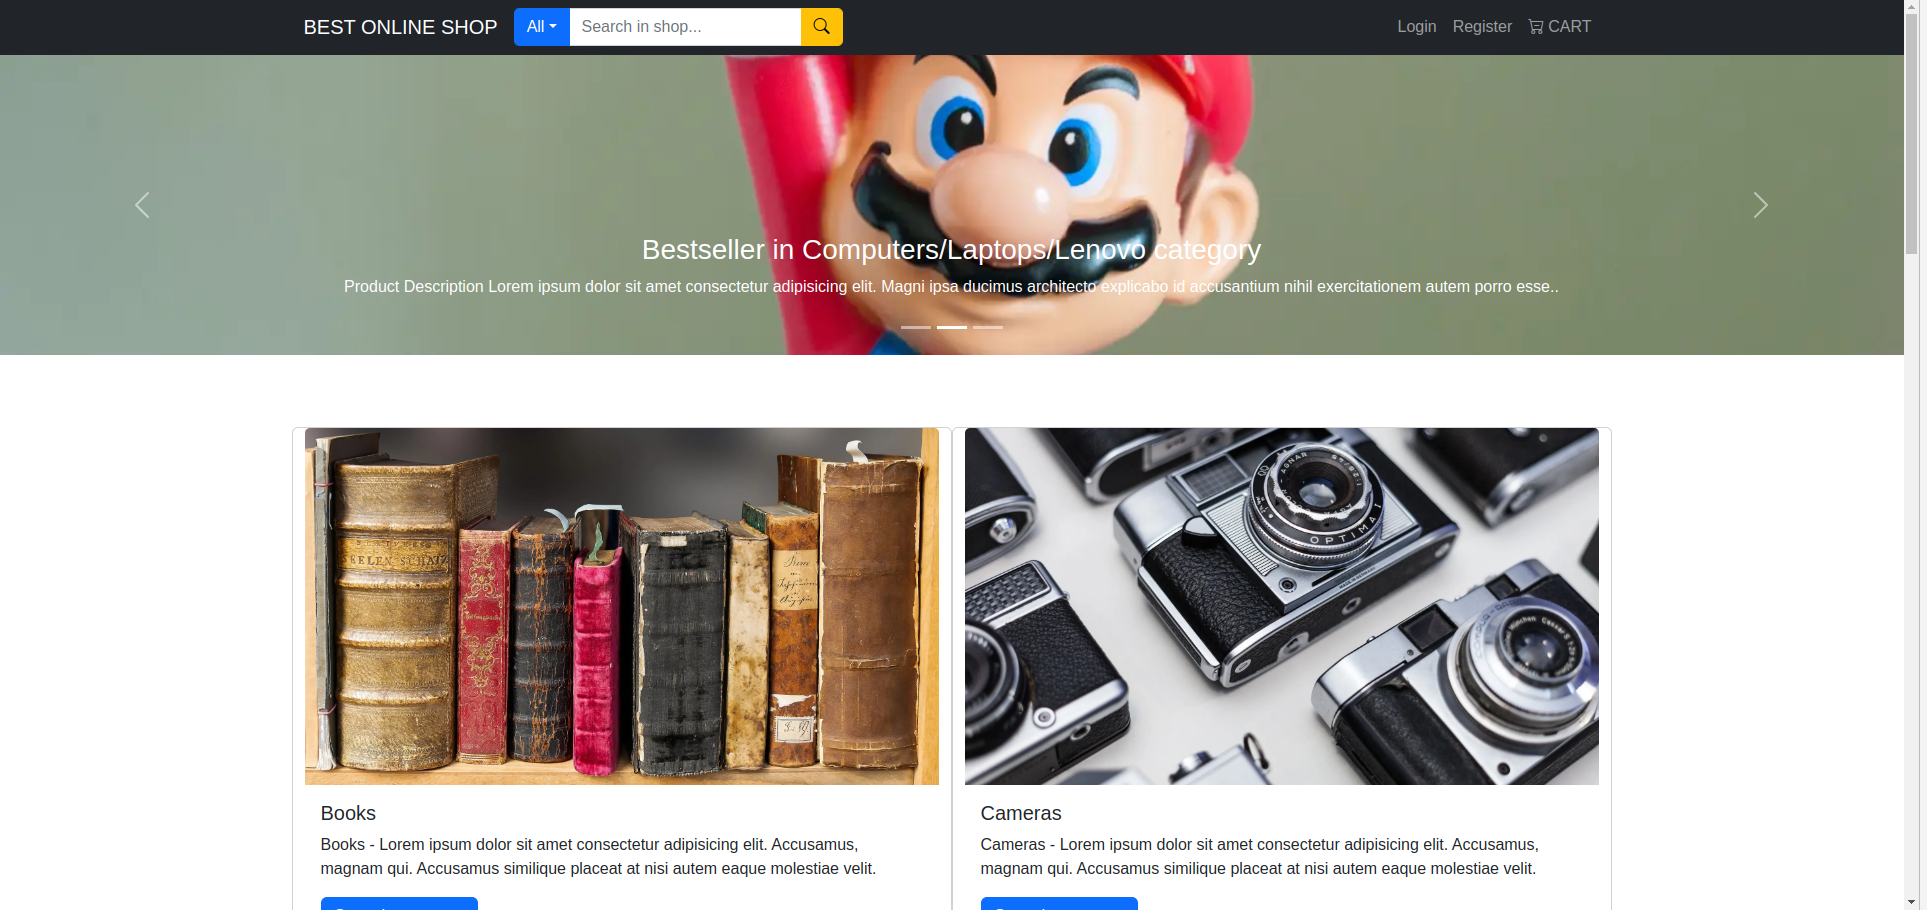 BEST ONLINE SHOP All Search in shop... Login Register CART
Bestseller in Computers/Laptops/Lenovo category
Product Description Lorem ipsum dolor sit amet consectetur adipisicing elit. Magni ipsa ducimus architecto explicabo id accusantium nihil exercitationem autem porro esse..
OPTIMA I
Books
Books - Lorem ipsum dolor sit amet consectetur adipisicing elit. Accusamus,
magnam qui. Accusamus similique placeat at nisi autem eaque molestiae velit.
Cameras
Cameras - Lorem ipsum dolor sit amet consectetur adipisicing elit. Accusamus,
magnam qui. Accusamus similique placeat at nisi autem eaque molestiae velit.